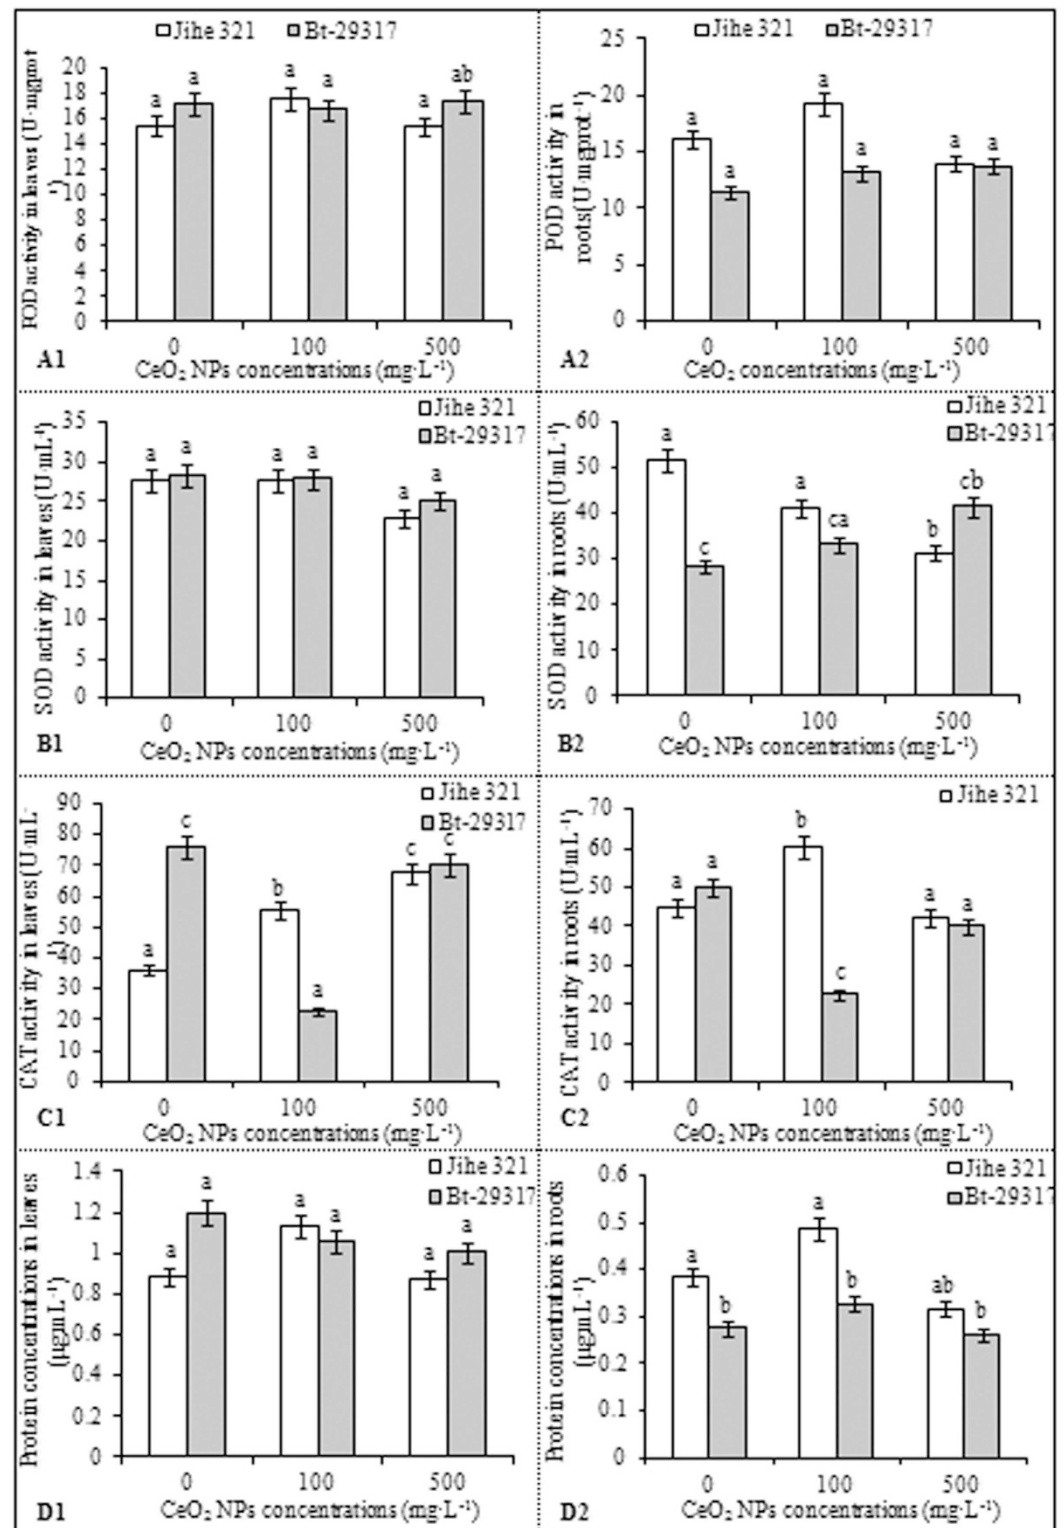 Jihe 321 Bt-29317
POD activity in leaves (U·mgprot⁻¹)
20
18
16
14
12
10
8
6
4
2
0
a a a a a ab
0 100 500
A1 CeO₂ NPs concentrations (mg·L⁻¹)
Jihe 321 Bt-29317
POD activity in
roots(U·mgprot⁻¹)
25
20
15
10
5
0
a a a a a a
0 100 500
A2 CeO₂ concentrations (mg·L⁻¹)
Jihe 321
Bt-29317
SOD activity in leaves(U·mL⁻¹)
35
30
25
20
15
10
5
0
a a a a a a
0 100 500
B1 CeO₂ NPs concentrations (mg·L⁻¹)
Jihe 321
Bt-29317
SOD activity in roots (U·mL⁻¹)
60
50
40
30
20
10
0
a c a ca b cb
0 100 500
B2 CeO₂ NPs concentrations (mg·L⁻¹)
Jihe 321
Bt-29317
CAT activity in leaves(U·mL⁻
¹)
90
80
70
60
50
40
30
20
10
0
a c b a c c
0 100 500
C1 CeO₂ NPs concentrations (mg·L⁻¹)
Jihe 321
CAT activity in roots (U·mL⁻¹)
70
60
50
40
30
20
10
0
a a b c a a
0 100 500
C2 CeO₂ NPs concentrations (mg·L⁻¹)
Jihe 321
Bt-29317
Protein concentrations in leaves
(μgmL⁻¹)
1.4
1.2
1
0.8
0.6
0.4
0.2
0
a a a a a a
0 100 500
D1 CeO₂ NPs concentrations (mg·L⁻¹)
Jihe 321
Bt-29317
Protein concentrations in roots
(μgmL⁻¹)
0.6
0.5
0.4
0.3
0.2
0.1
0
a b a b ab b
0 100 500
D2 CeO₂ NPs concentrations (mg·L⁻¹)